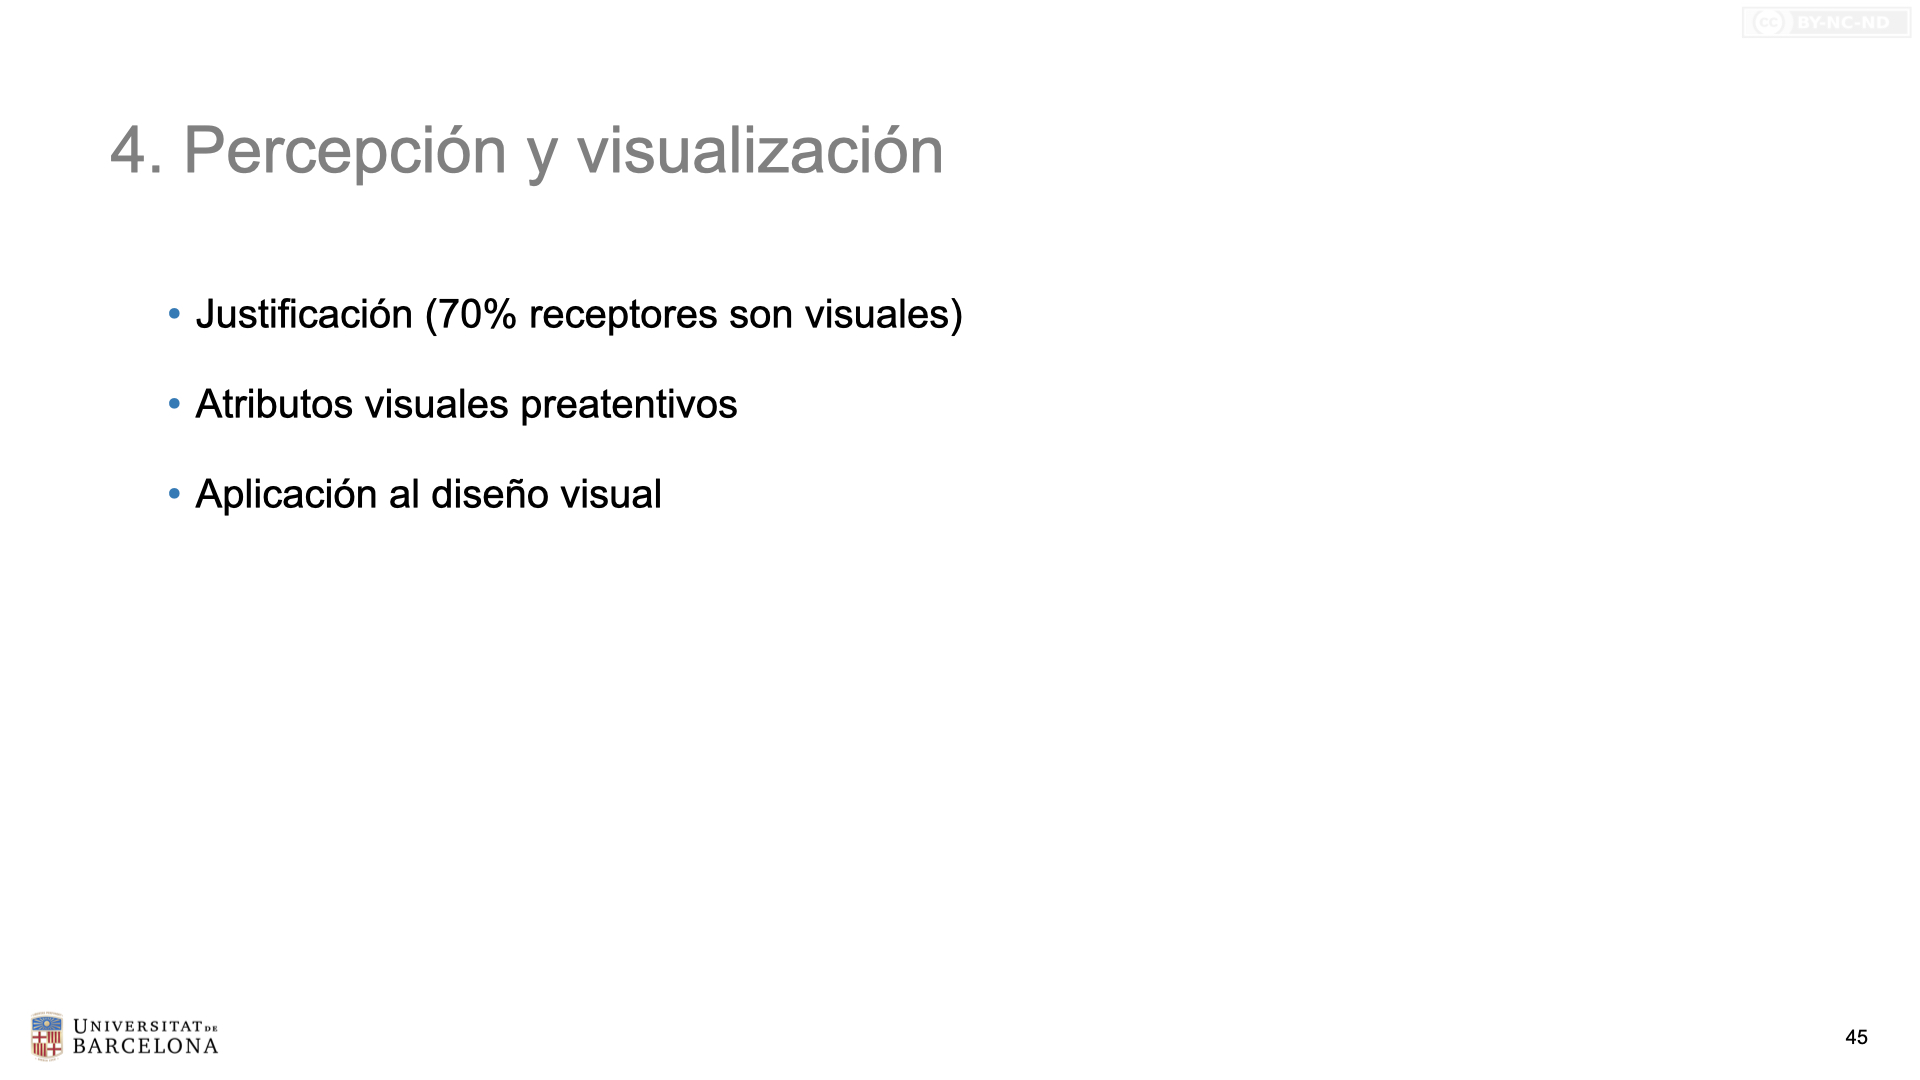 BY-NC-ND
4. Percepción y visualización
• Justificación (70% receptores son visuales)
• Atributos visuales preatentivos
• Aplicación al diseño visual
UNIVERSITAT DE
BARCELONA
45